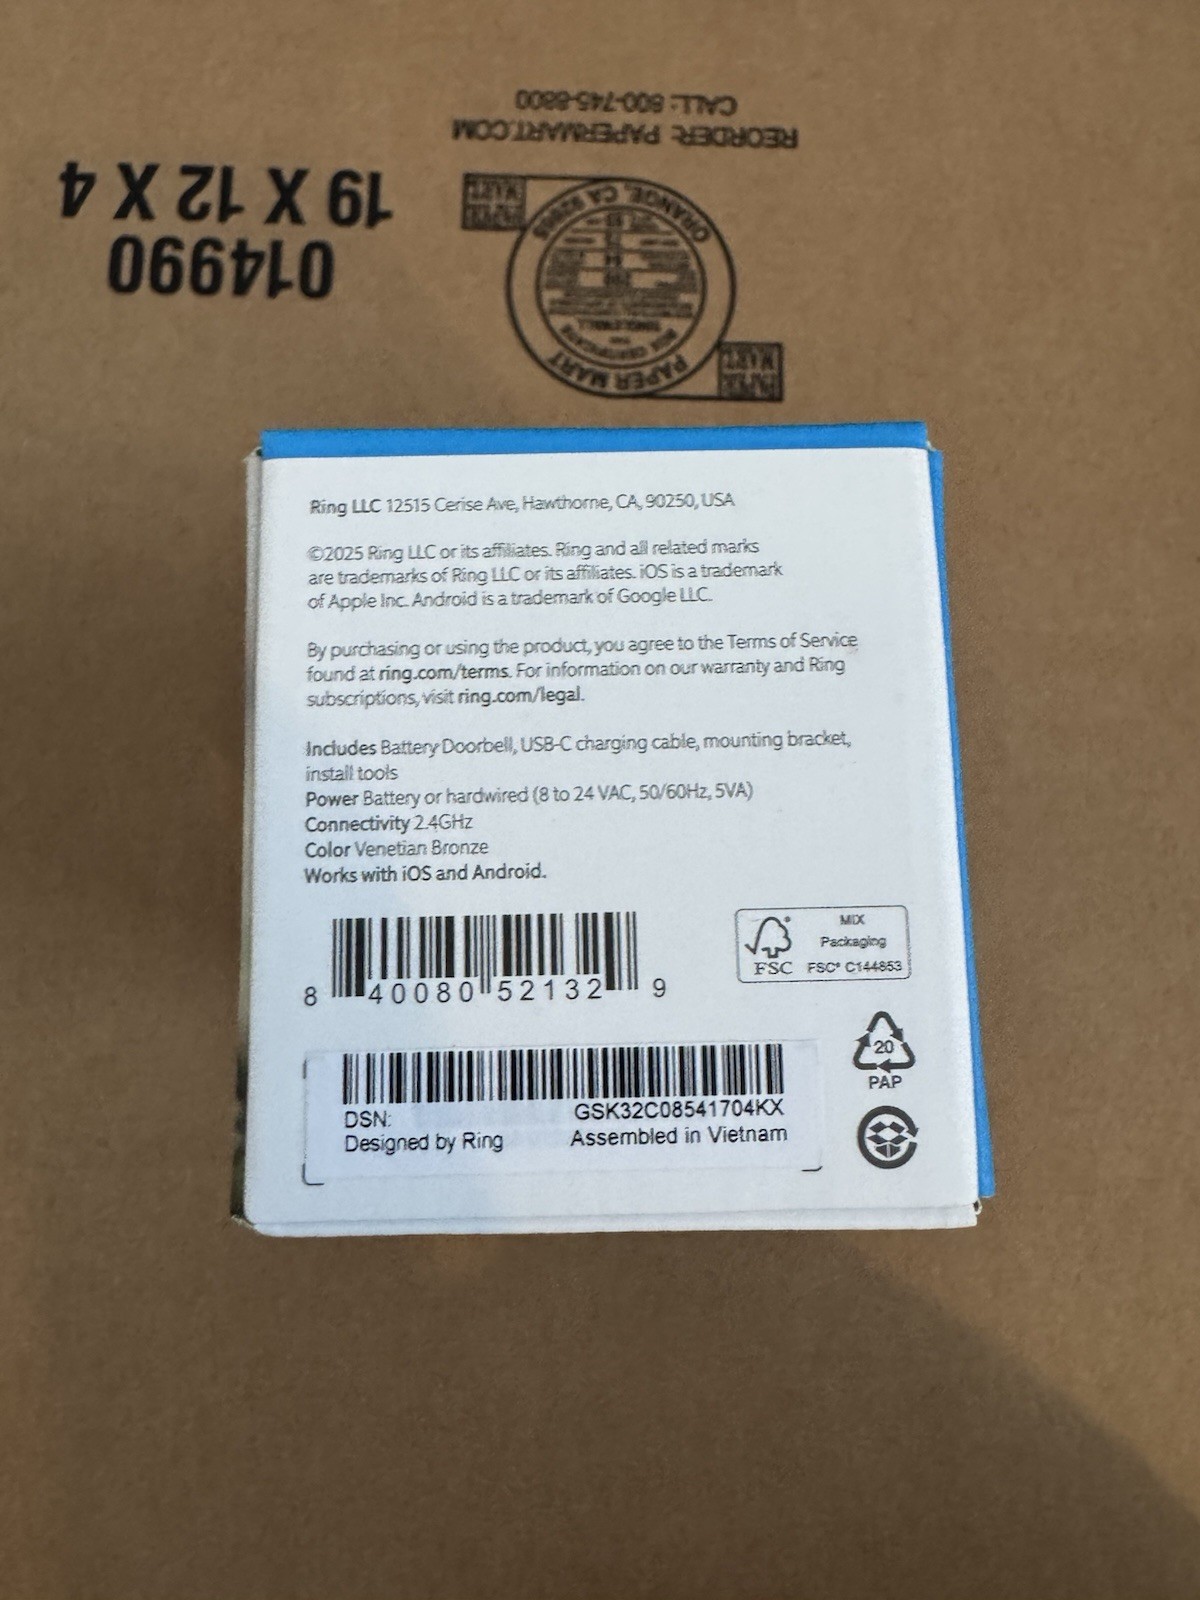 CALL: 800-745-8800
REORDER: PAPERMART.COM
19 X 12 X 4
014990
PAPER MART
ORANGE, CA
BOX CERTIFICATE
PAPER MART
PAPER MART
Ring LLC 12515 Cerise Ave, Hawthorne, CA, 90250, USA
©2025 Ring LLC or its affiliates. Ring and all related marks
are trademarks of Ring LLC or its affiliates. iOS is a trademark
of Apple Inc. Android is a trademark of Google LLC.
By purchasing or using the product, you agree to the Terms of Service
found at ring.com/terms. For information on our warranty and Ring
subscriptions, visit ring.com/legal.
Includes Battery Doorbell, USB-C charging cable, mounting bracket,
install tools
Power Battery or hardwired (8 to 24 VAC, 50/60Hz, 5VA)
Connectivity 2.4GHz
Color Venetian Bronze
Works with iOS and Android.
8 40080 52132 9
MIX
Packaging
FSC FSC® C144853
20
PAP
DSN: GSK32C08541704KX
Designed by Ring Assembled in Vietnam